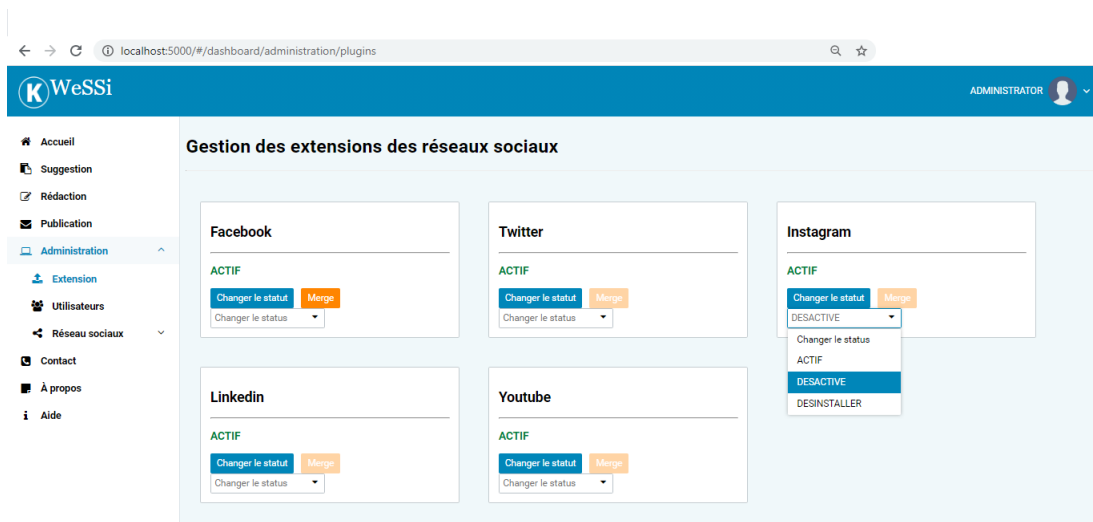 localhost:5000/#/dashboard/administration/plugins
K WeSSi
ADMINISTRATOR
Accueil
Suggestion
Rédaction
Publication
Administration
Extension
Utilisateurs
Réseau sociaux
Contact
À propos
Aide
Gestion des extensions des réseaux sociaux
Facebook
ACTIF
Changer le statut Merge
Changer le status
Twitter
ACTIF
Changer le statut Merge
Changer le status
Instagram
ACTIF
Changer le statut Merge
DESACTIVE
Changer le status
ACTIF
DESACTIVE
DESINSTALLER
Linkedin
ACTIF
Changer le statut Merge
Changer le status
Youtube
ACTIF
Changer le statut Merge
Changer le status